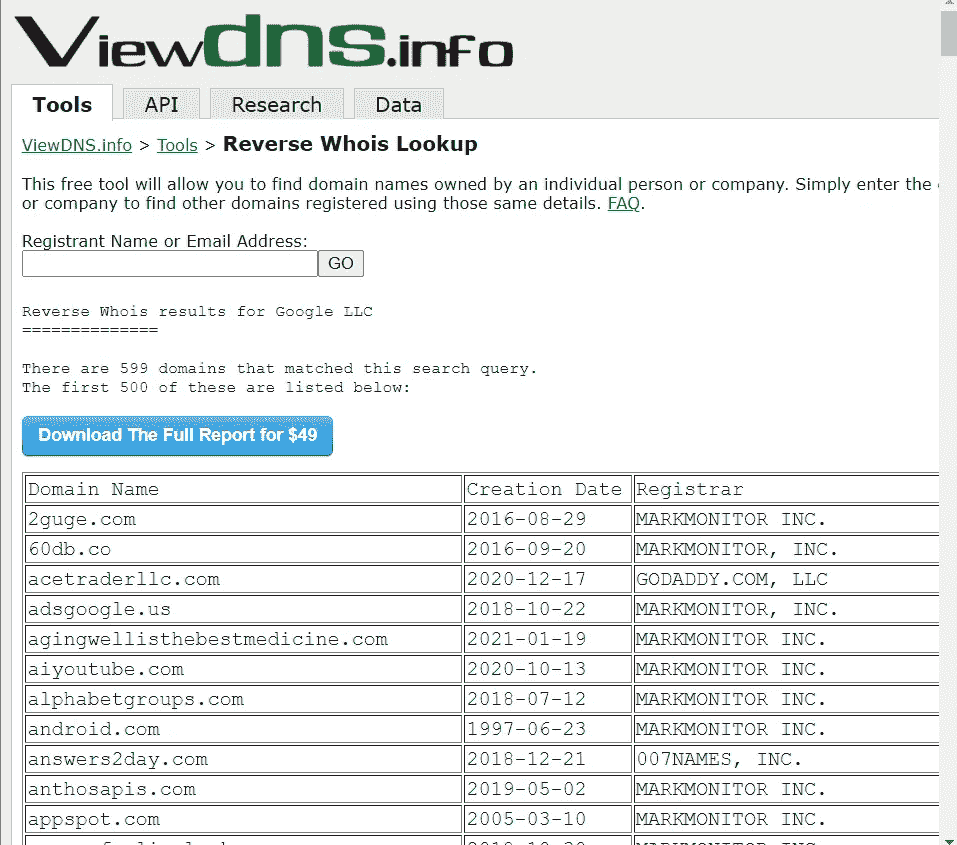 Viewdns.info
Tools API Research Data
ViewDNS.info > Tools > Reverse Whois Lookup
This free tool will allow you to find domain names owned by an individual person or company. Simply enter the
or company to find other domains registered using those same details. FAQ.
Registrant Name or Email Address:
GO
Reverse Whois results for Google LLC
==============
There are 599 domains that matched this search query.
The first 500 of these are listed below:
Download The Full Report for $49
Domain Name Creation Date Registrar
2guge.com 2016-08-29 MARKMONITOR INC.
60db.co 2016-09-20 MARKMONITOR, INC.
acetraderllc.com 2020-12-17 GODADDY.COM, LLC
adsgoogle.us 2018-10-22 MARKMONITOR, INC.
agingwellisthebestmedicine.com 2021-01-19 MARKMONITOR INC.
aiyoutube.com 2020-10-13 MARKMONITOR INC.
alphabetgroups.com 2018-07-12 MARKMONITOR INC.
android.com 1997-06-23 MARKMONITOR INC.
answers2day.com 2018-12-21 007NAMES, INC.
anthosapis.com 2019-05-02 MARKMONITOR INC.
appspot.com 2005-03-10 MARKMONITOR INC.